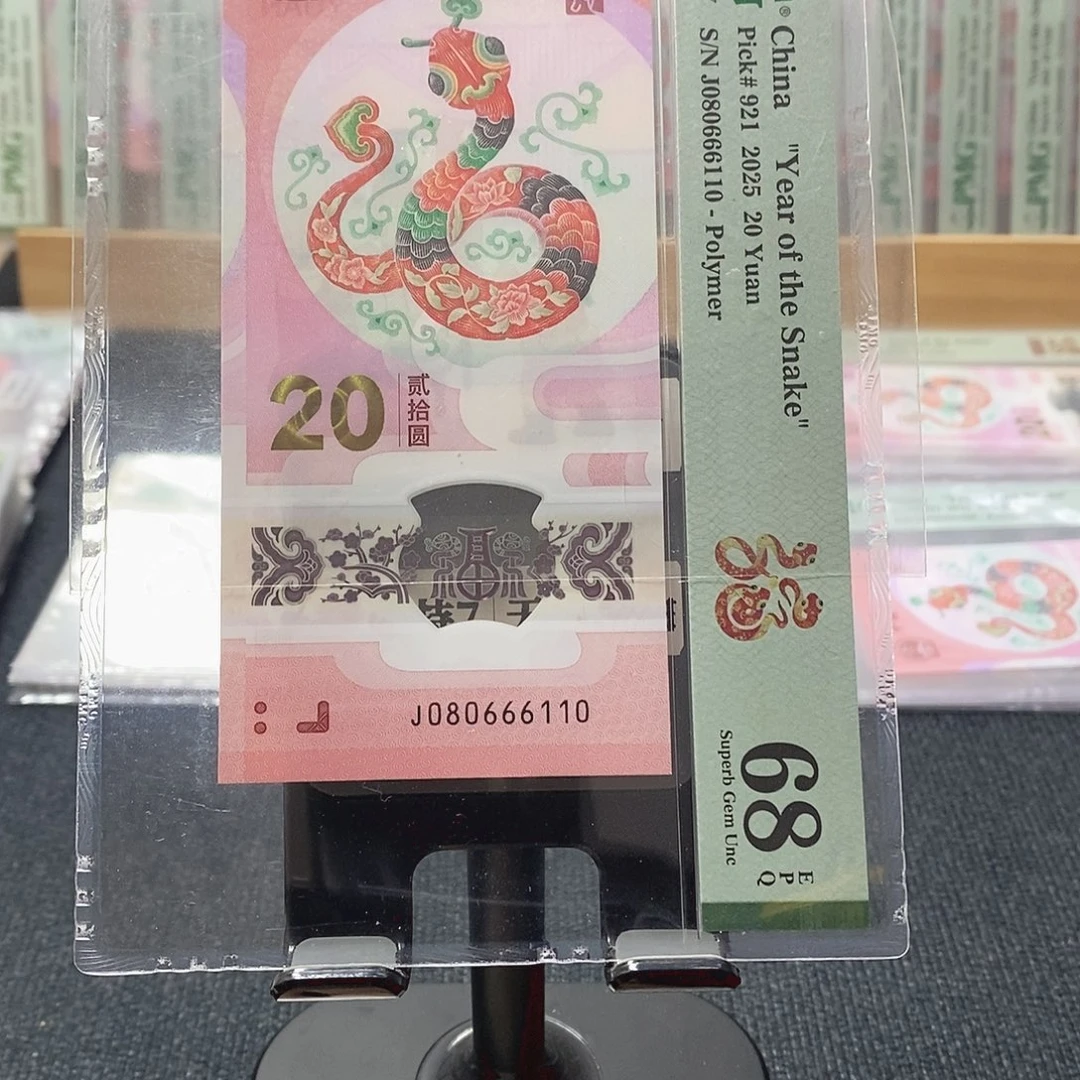 20
贰拾圆
J080666110
China "Year of the Snake"
Pick# 921 2025 20 Yuan
S/N J080666110 - Polymer
68
EPQ
Superb Gem Unc